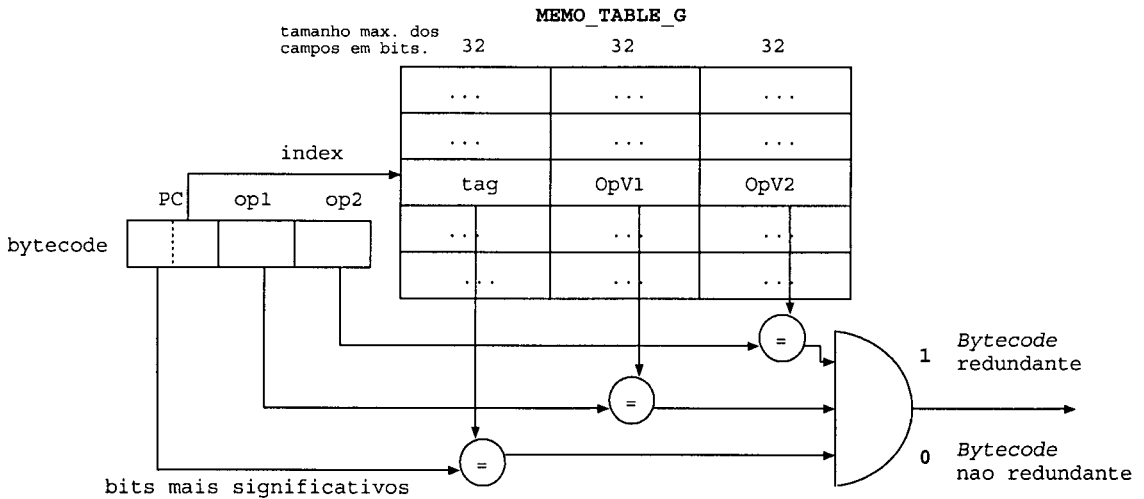 MEMO_TABLE_G
tamanho max. dos
campos em bits.
32 32 32
... ... ...
... ... ...
index
tag OpV1 OpV2
PC op1 op2
... ... ...
bytecode
... ... ...
=
1 Bytecode
redundante
=
=
0 Bytecode
nao redundante
bits mais significativos